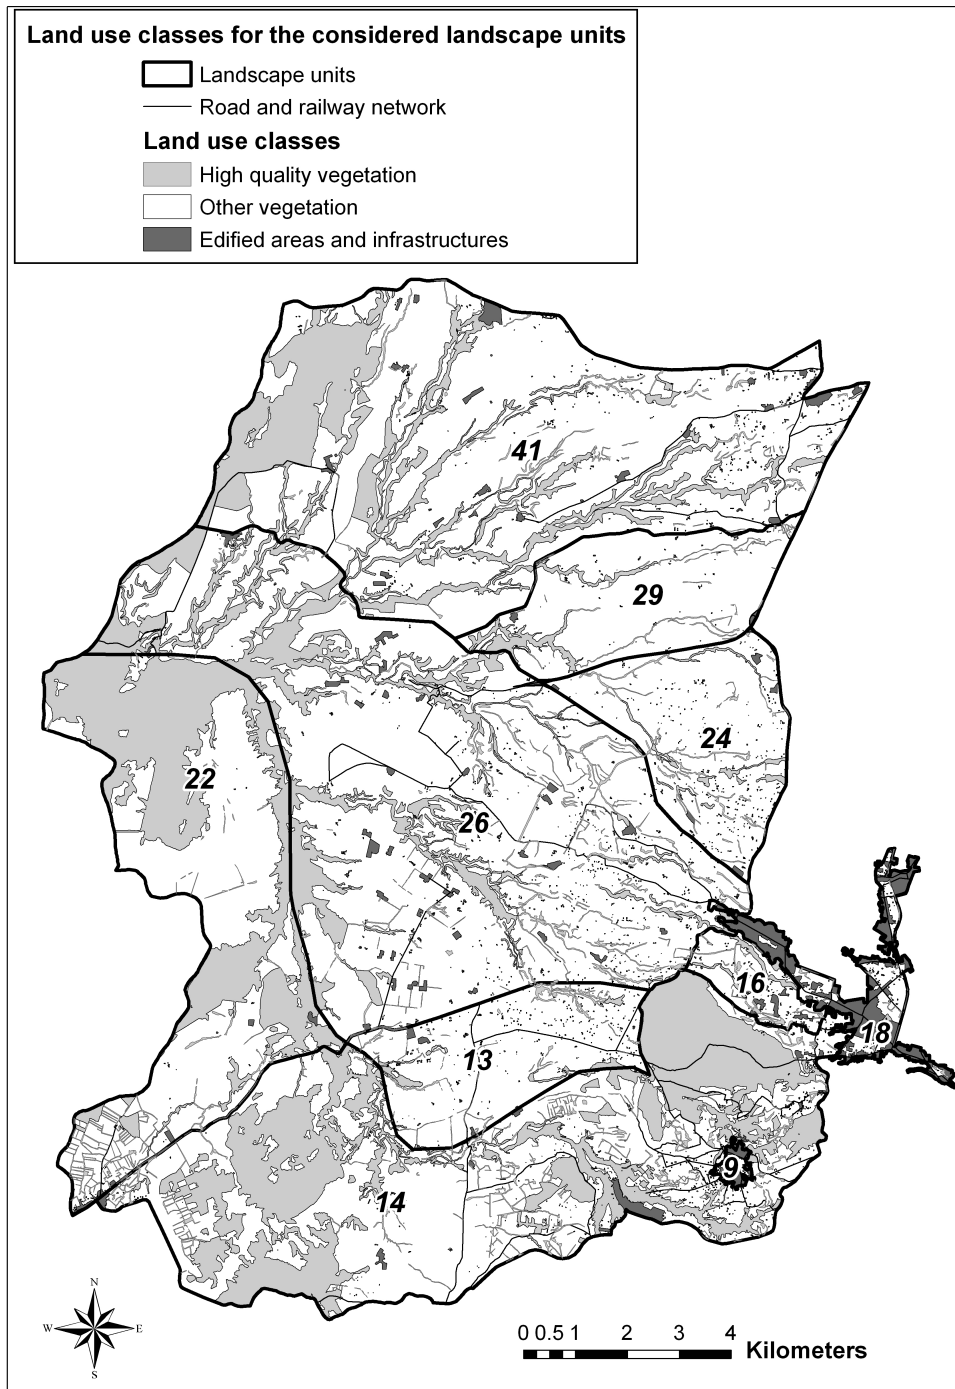 Land use classes for the considered landscape units
Landscape units
Road and railway network
Land use classes
High quality vegetation
Other vegetation
Edified areas and infrastructures
41
29
24
22
26
16
18
13
9
14
N
W E
S
0 0.5 1 2 3 4
Kilometers